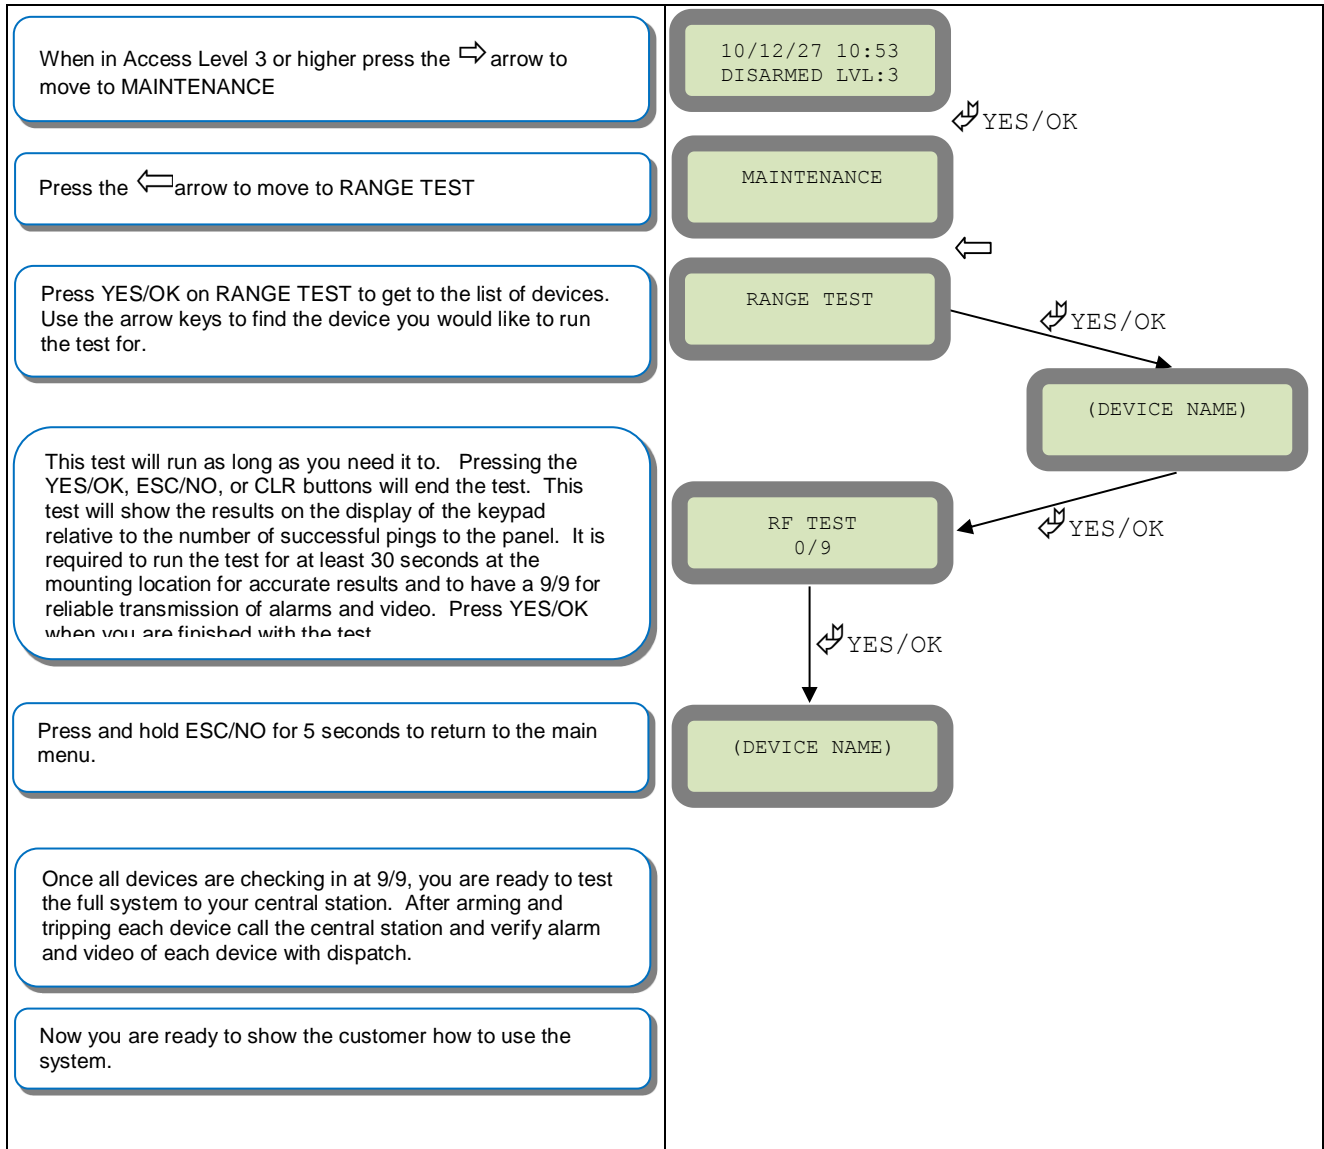 When in Access Level 3 or higher press the ⇨ arrow to
move to MAINTENANCE
10/12/27 10:53
DISARMED LVL:3
YES/OK
Press the ⇦ arrow to move to RANGE TEST
MAINTENANCE
⇦
Press YES/OK on RANGE TEST to get to the list of devices.
Use the arrow keys to find the device you would like to run
the test for.
RANGE TEST
YES/OK
(DEVICE NAME)
This test will run as long as you need it to. Pressing the
YES/OK, ESC/NO, or CLR buttons will end the test. This
test will show the results on the display of the keypad
relative to the number of successful pings to the panel. It is
required to run the test for at least 30 seconds at the
mounting location for accurate results and to have a 9/9 for
reliable transmission of alarms and video. Press YES/OK
when you are finished with the test
RF TEST
0/9
YES/OK
YES/OK
Press and hold ESC/NO for 5 seconds to return to the main
menu.
(DEVICE NAME)
Once all devices are checking in at 9/9, you are ready to test
the full system to your central station. After arming and
tripping each device call the central station and verify alarm
and video of each device with dispatch.
Now you are ready to show the customer how to use the
system.